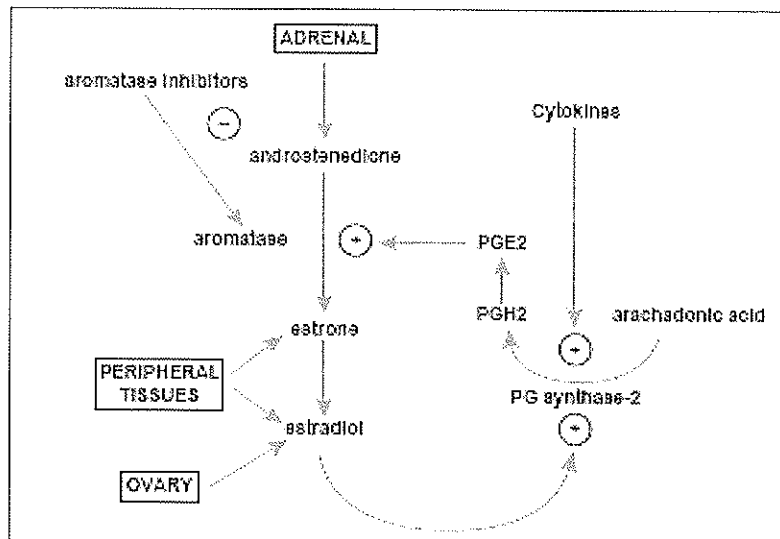 ADRENAL
aromatase inhibitors
−
Cytokines
androstenedione
aromatase
+
PGE2
PGH2
arachadonic acid
estrone
+
PERIPHERAL
TISSUES
PG synthase-2
estradiol
+
OVARY